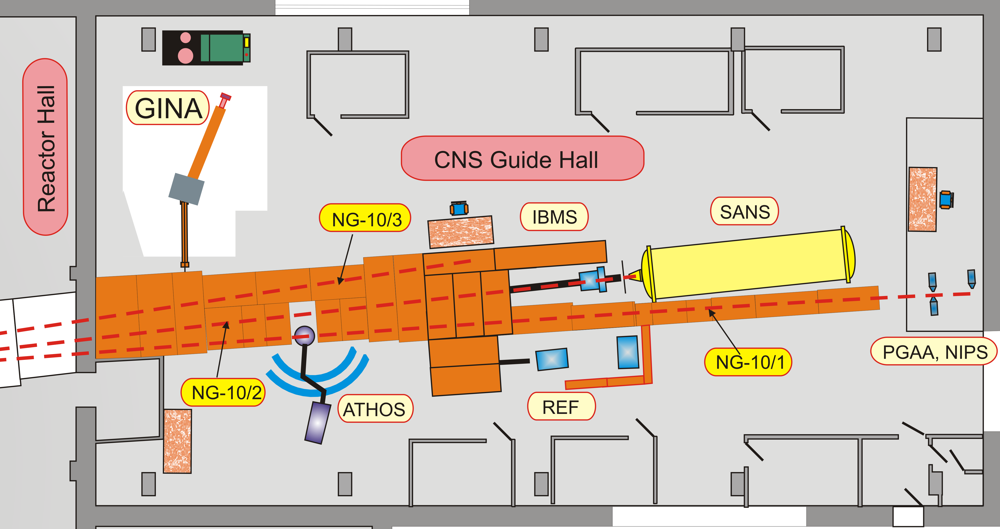 Reactor Hall
GINA
CNS Guide Hall
NG-10/3
IBMS
SANS
NG-10/2
ATHOS
REF
NG-10/1
PGAA, NIPS